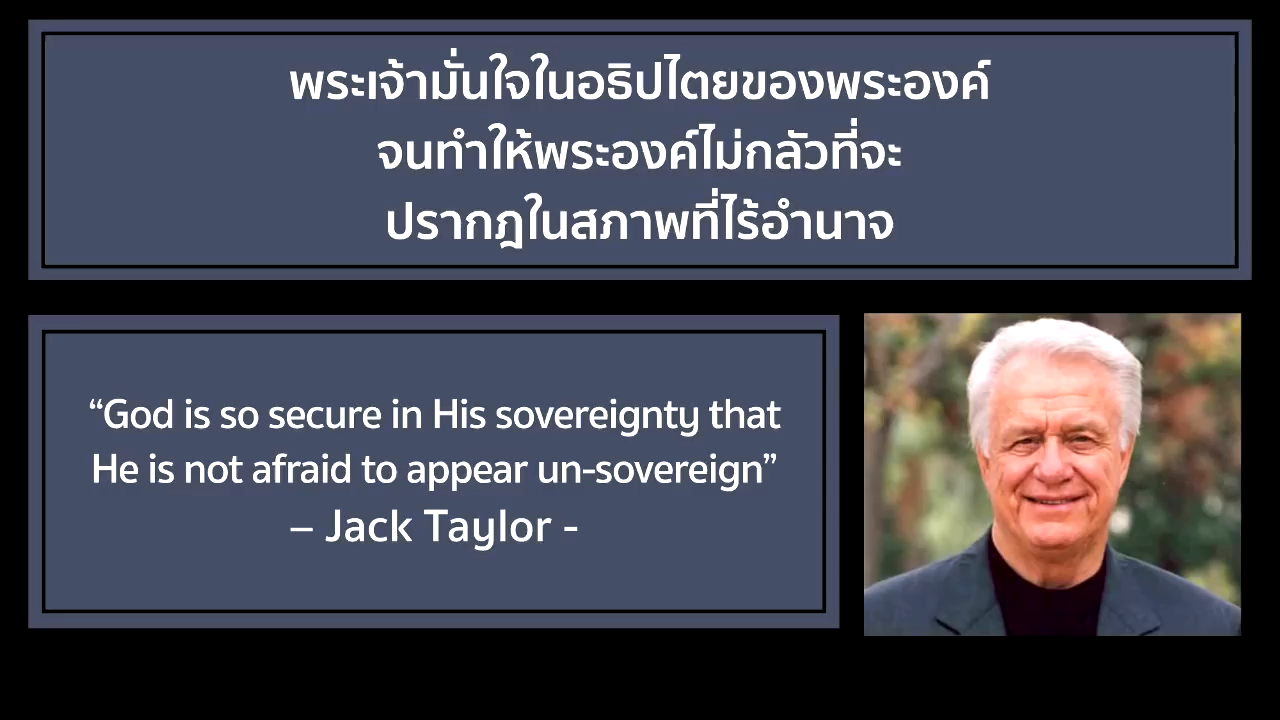 พระเจ้ามั่นใจในอธิปไตยของพระองค์
จนทำให้พระองค์ไม่กลัวที่จะ
ปรากฎในสภาพที่ไร้อำนาจ
“God is so secure in His sovereignty that
He is not afraid to appear un-sovereign”
– Jack Taylor -